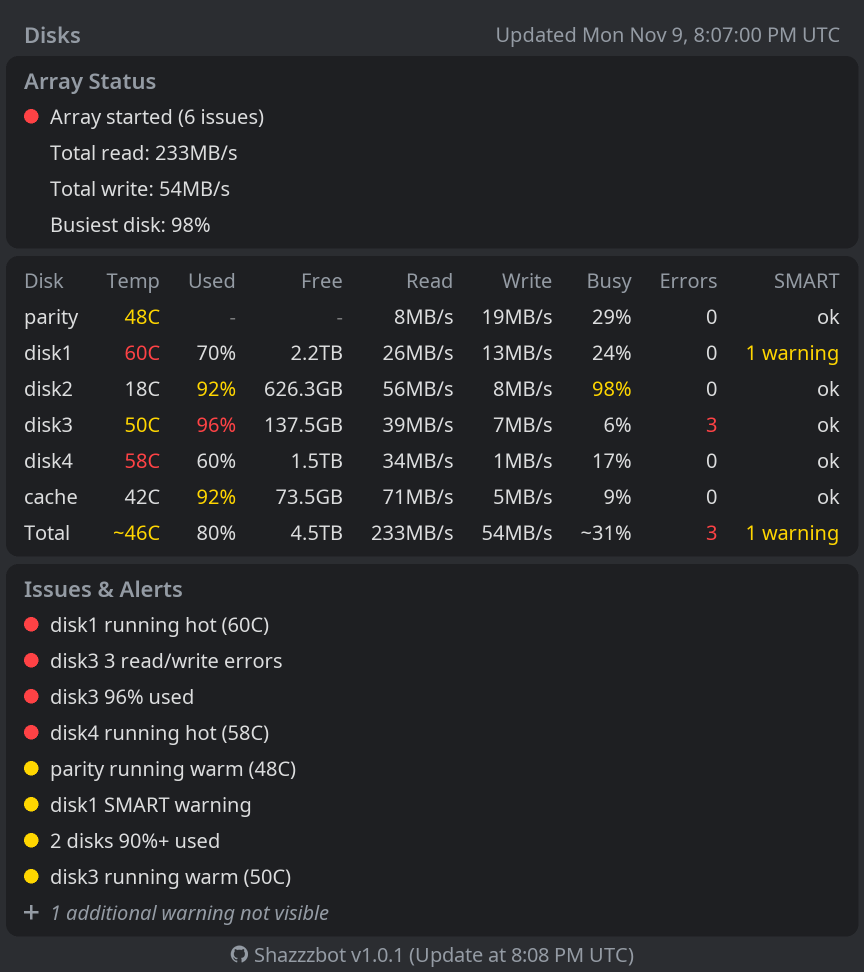 Disks Updated Mon Nov 9, 8:07:00 PM UTC
Array Status
Array started (6 issues)
Total read: 233MB/s
Total write: 54MB/s
Busiest disk: 98%
Disk Temp Used Free Read Write Busy Errors SMART
parity 48C - - 8MB/s 19MB/s 29% 0 ok
disk1 60C 70% 2.2TB 26MB/s 13MB/s 24% 0 1 warning
disk2 18C 92% 626.3GB 56MB/s 8MB/s 98% 0 ok
disk3 50C 96% 137.5GB 39MB/s 7MB/s 6% 3 ok
disk4 58C 60% 1.5TB 34MB/s 1MB/s 17% 0 ok
cache 42C 92% 73.5GB 71MB/s 5MB/s 9% 0 ok
Total ~46C 80% 4.5TB 233MB/s 54MB/s ~31% 3 1 warning
Issues & Alerts
disk1 running hot (60C)
disk3 3 read/write errors
disk3 96% used
disk4 running hot (58C)
parity running warm (48C)
disk1 SMART warning
2 disks 90%+ used
disk3 running warm (50C)
+ 1 additional warning not visible
Shazzzbot v1.0.1 (Update at 8:08 PM UTC)